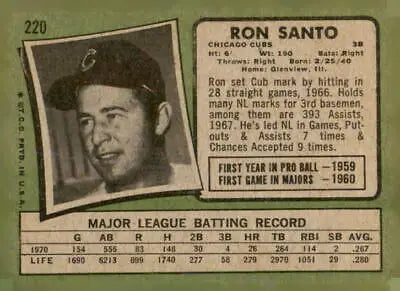 220
RON SANTO
CHICAGO CUBS 3B
Ht: 6' Wt: 190 Bats: Right
Throws: Right Born: 2/25/40
Home: Glenview, Ill.
Ron set Cub mark by hitting in
28 straight games, 1966. Holds
many NL marks for 3rd basemen,
among them are 393 Assists,
1967. He's led NL in Games, Put-
outs & Assists 7 times &
Chances Accepted 9 times.
FIRST YEAR IN PRO BALL — 1959
FIRST GAME IN MAJORS — 1960
C
★ ©T.C.G. PRTD. IN U.S.A.
MAJOR LEAGUE BATTING RECORD
G AB R H 2B 3B HR TB RBI SB AVG.
1970 154 555 83 148 30 4 26 264 114 2 .267
LIFE 1690 6213 899 1757 277 58 279 2970 1051 29 .280